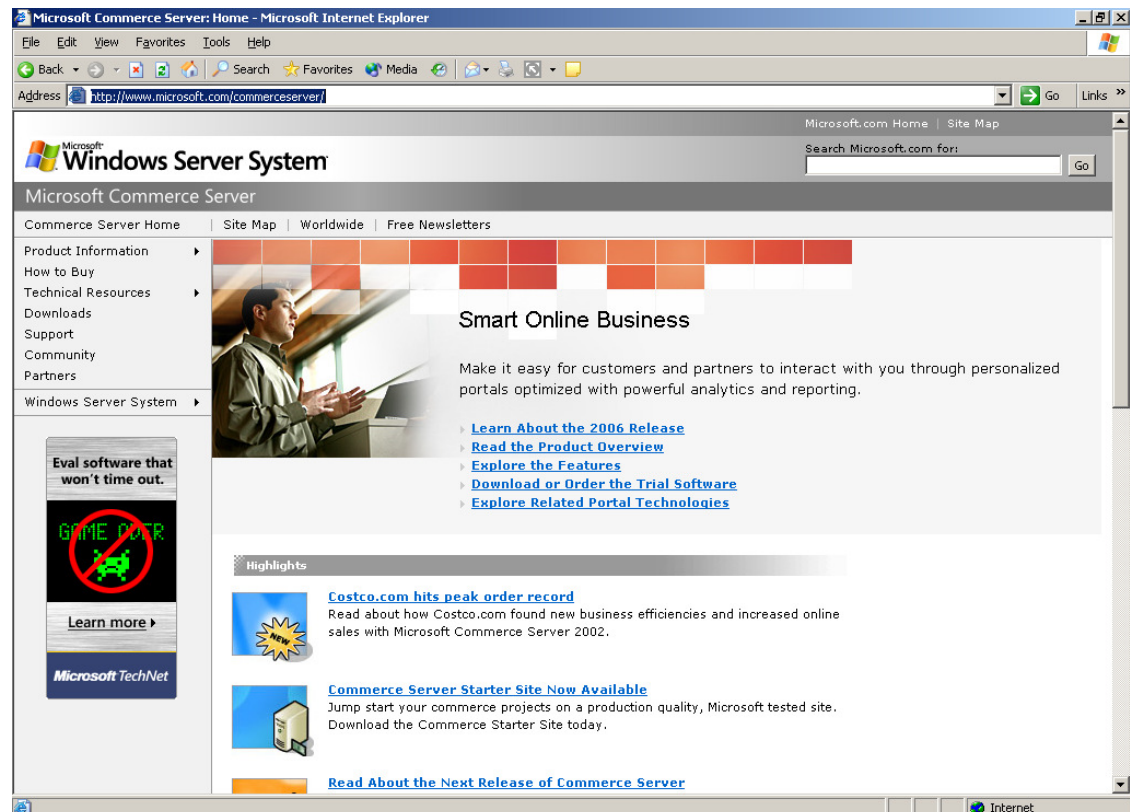 Microsoft Commerce Server: Home - Microsoft Internet Explorer
File Edit View Favorites Tools Help
Back Search Favorites Media
Address http://www.microsoft.com/commerceserver/ Go Links »
Microsoft.com Home | Site Map
Microsoft
Windows Server System
Search Microsoft.com for:
Go
Microsoft Commerce Server
Commerce Server Home | Site Map | Worldwide | Free Newsletters
Product Information
How to Buy
Technical Resources
Downloads
Support
Community
Partners
Windows Server System
Eval software that
won't time out.
GAME OVER
Learn more
Microsoft TechNet
Smart Online Business
Make it easy for customers and partners to interact with you through personalized
portals optimized with powerful analytics and reporting.
Learn About the 2006 Release
Read the Product Overview
Explore the Features
Download or Order the Trial Software
Explore Related Portal Technologies
Highlights
NEW
Costco.com hits peak order record
Read about how Costco.com found new business efficiencies and increased online
sales with Microsoft Commerce Server 2002.
Commerce Server Starter Site Now Available
Jump start your commerce projects on a production quality, Microsoft tested site.
Download the Commerce Starter Site today.
Read About the Next Release of Commerce Server
Internet